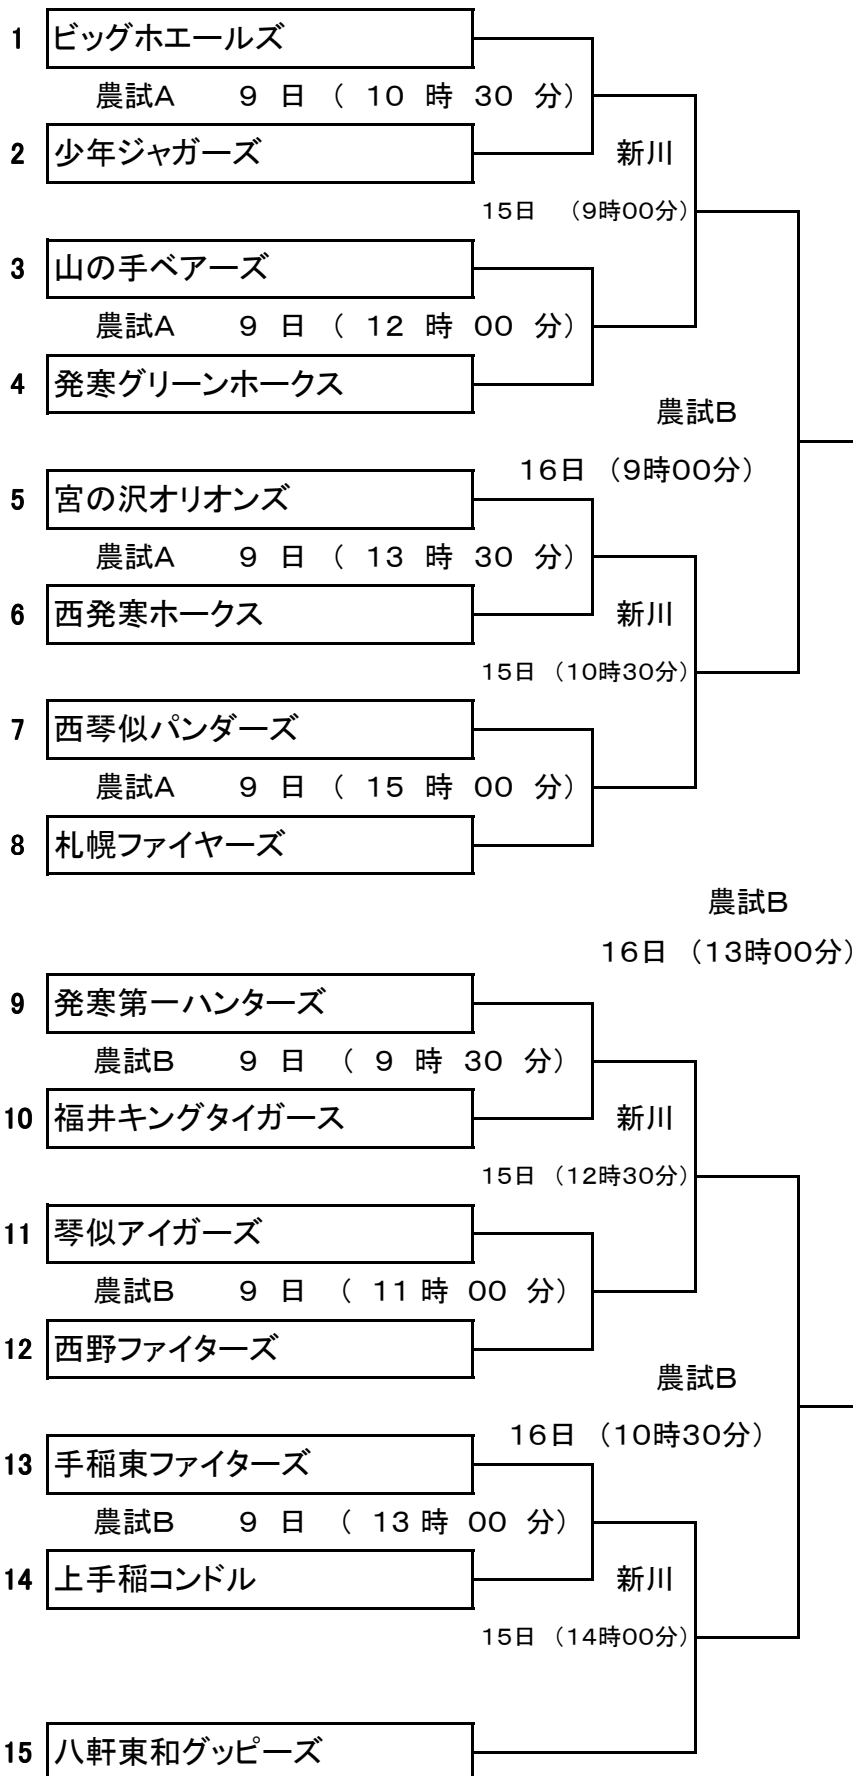 1 ビッグホエールズ
農試A 9 日 ( 10 時 30 分)
2 少年ジャガーズ
新川
15日 (9時00分)
3 山の手ベアーズ
農試A 9 日 ( 12 時 00 分)
4 発寒グリーンホークス
農試B
16日 (9時00分)
5 宮の沢オリオンズ
農試A 9 日 ( 13 時 30 分)
6 西発寒ホークス
新川
15日 (10時30分)
7 西琴似パンダーズ
農試A 9 日 ( 15 時 00 分)
8 札幌ファイヤーズ
農試B
16日 (13時00分)
9 発寒第一ハンターズ
農試B 9 日 ( 9 時 30 分)
10 福井キングタイガース
新川
15日 (12時30分)
11 琴似アイガーズ
農試B 9 日 ( 11 時 00 分)
12 西野ファイターズ
農試B
16日 (10時30分)
13 手稲東ファイターズ
農試B 9 日 ( 13 時 00 分)
14 上手稲コンドル
新川
15日 (14時00分)
15 八軒東和グッピーズ